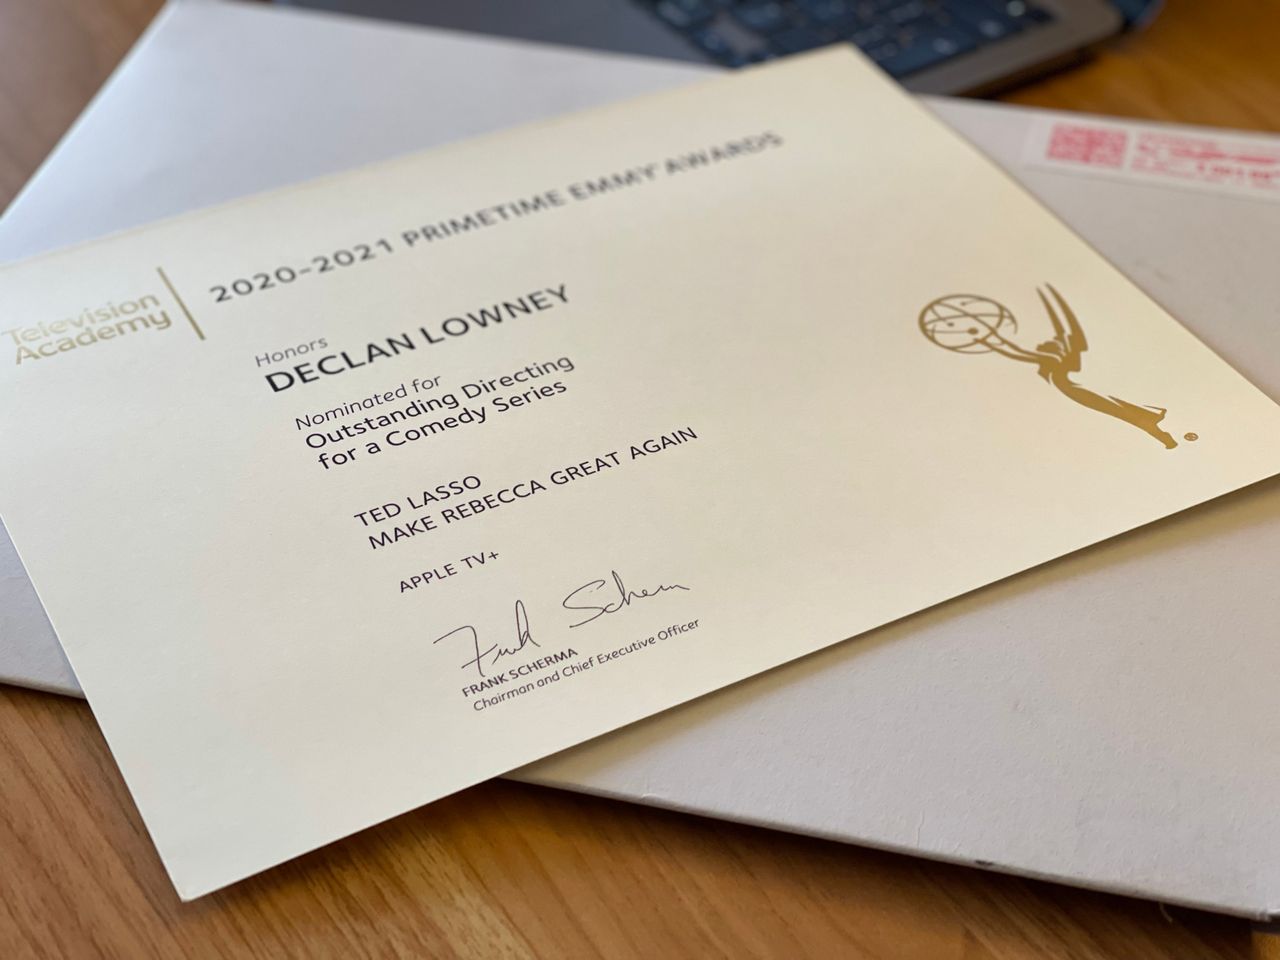 Television
Academy
2020-2021 PRIMETIME EMMY AWARDS
Honors
DECLAN LOWNEY
Nominated for
Outstanding Directing
for a Comedy Series
TED LASSO
MAKE REBECCA GREAT AGAIN
APPLE TV+
FRANK SCHERMA
Chairman and Chief Executive Officer
®